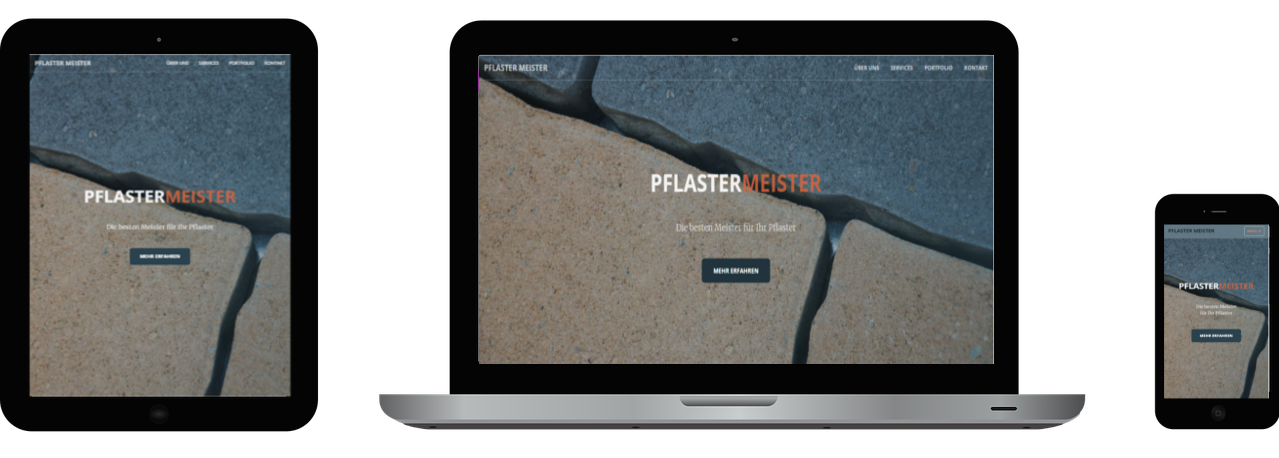 PFLASTER MEISTER
ÜBER UNS SERVICES PORTFOLIO KONTAKT
PFLASTERMEISTER
Die besten Meister für Ihr Pflaster
MEHR ERFAHREN
PFLASTER MEISTER
ÜBER UNS SERVICES PORTFOLIO KONTAKT
PFLASTERMEISTER
Die besten Meister für Ihr Pflaster
MEHR ERFAHREN
PFLASTER MEISTER
PFLASTERMEISTER
Die besten Meister
für Ihr Pflaster
MEHR ERFAHREN